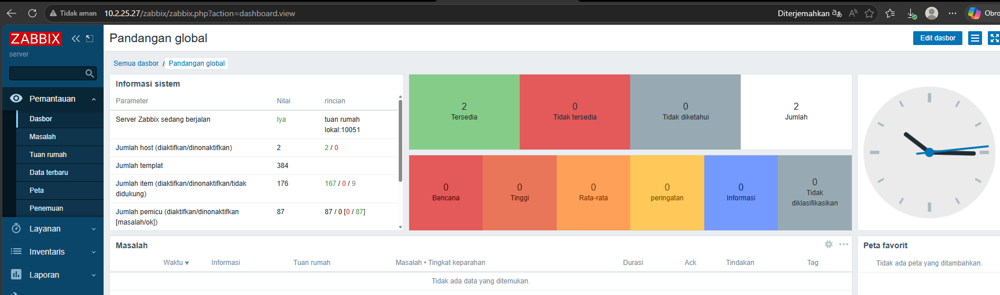 Tidak aman 10.2.25.27/zabbix/zabbix.php?action=dashboard.view Diterjemahkan
ZABBIX
server
Pandangan global
Edit dasbor
Semua dasbor / Pandangan global
Pemantauan
Dasbor
Masalah
Tuan rumah
Data terbaru
Peta
Penemuan
Layanan
Inventaris
Laporan
Informasi sistem
Parameter Nilai rincian
Server Zabbix sedang berjalan Iya tuan rumah
lokal:10051
Jumlah host (diaktifkan/dinonaktifkan) 2 2 / 0
Jumlah templat 384
Jumlah item (diaktifkan/dinonaktifkan/tidak 176 167 / 0 / 9
didukung)
Jumlah pemicu (diaktifkan/dinonaktifkan 87 87 / 0 [0 / 87]
[masalah/ok])
2
Tersedia
0
Tidak tersedia
0
Tidak diketahui
2
Jumlah
0
Bencana
0
Tinggi
0
Rata-rata
0
peringatan
0
Informasi
0
Tidak
diklasifikasikan
Masalah
Waktu Informasi Tuan rumah Masalah • Tingkat keparahan Durasi Ack Tindakan Tag
Tidak ada data yang ditemukan.
Peta favorit
Tidak ada peta yang ditambahkan.